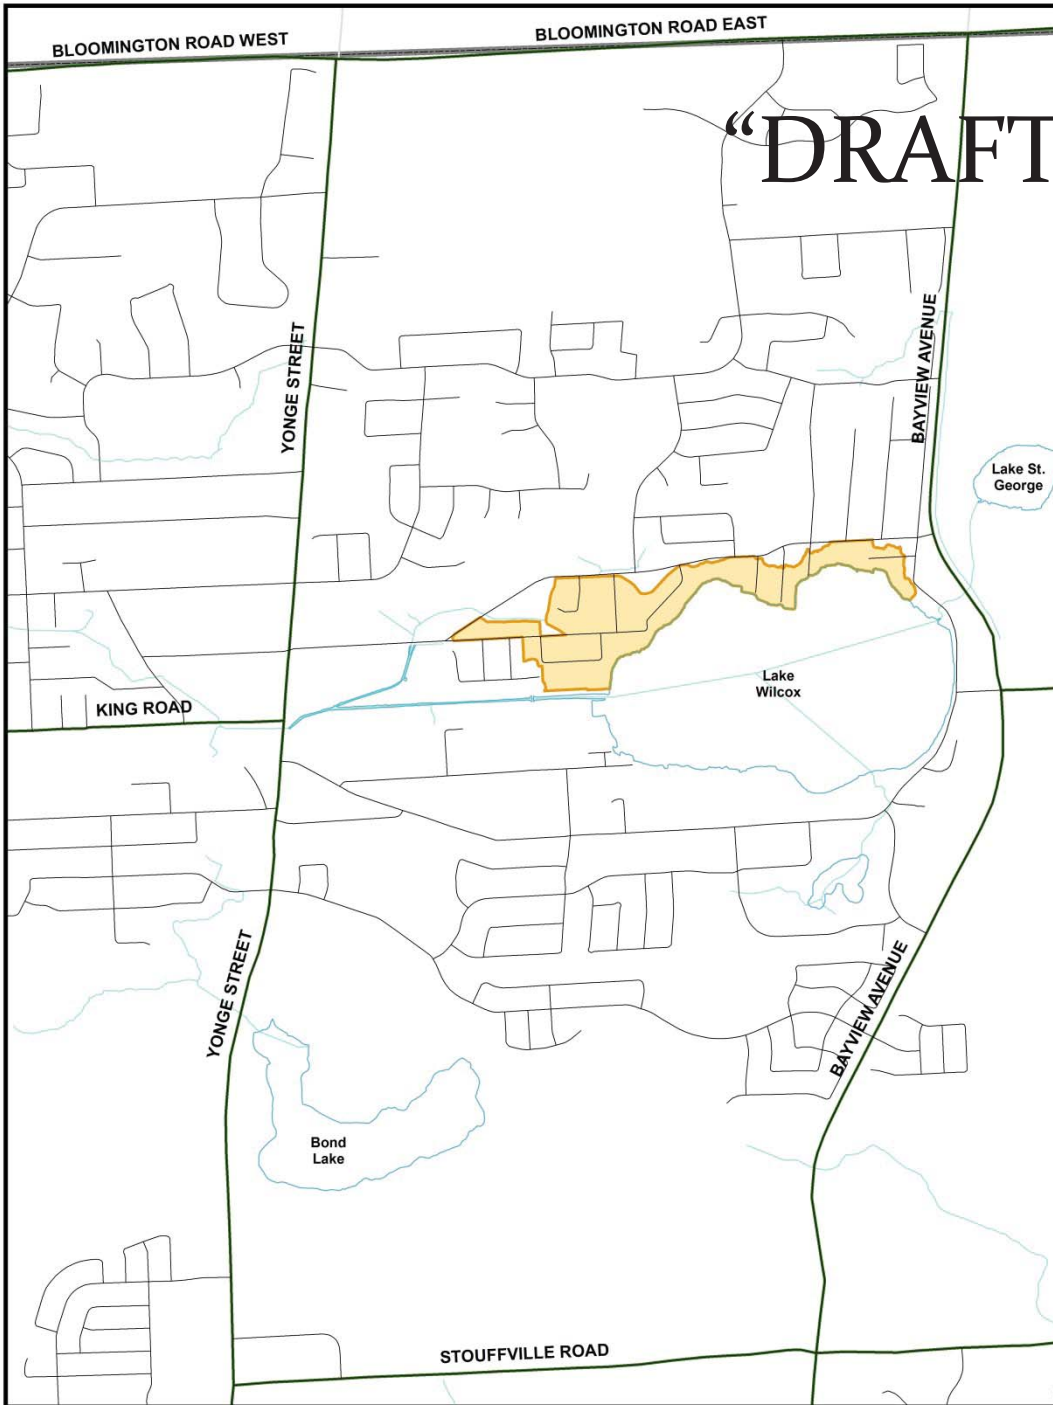 BLOOMINGTON ROAD WEST
BLOOMINGTON ROAD EAST
“DRAFT
YONGE STREET
BAYVIEW AVENUE
Lake St.
George
Lake
Wilcox
KING ROAD
YONGE STREET
BAYVIEW AVENUE
Bond
Lake
STOUFFVILLE ROAD